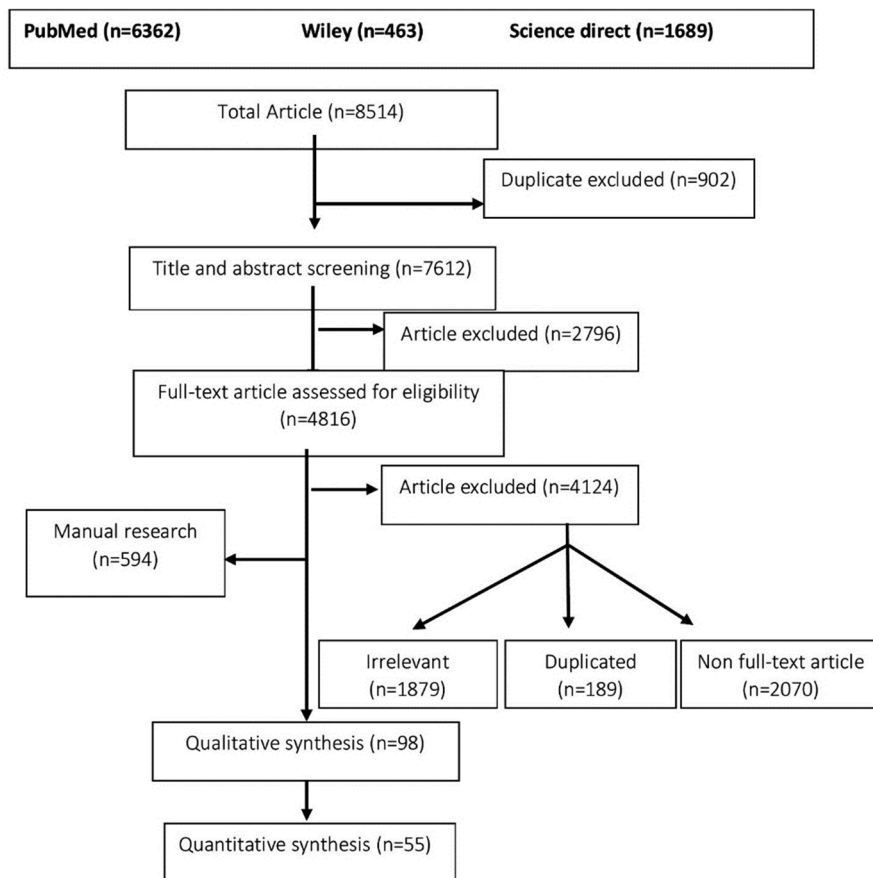 PubMed (n=6362) Wiley (n=463) Science direct (n=1689)
Total Article (n=8514)
Duplicate excluded (n=902)
Title and abstract screening (n=7612)
Article excluded (n=2796)
Full-text article assessed for eligibility
(n=4816)
Article excluded (n=4124)
Manual research
(n=594)
Irrelevant
(n=1879)
Duplicated
(n=189)
Non full-text article
(n=2070)
Qualitative synthesis (n=98)
Quantitative synthesis (n=55)